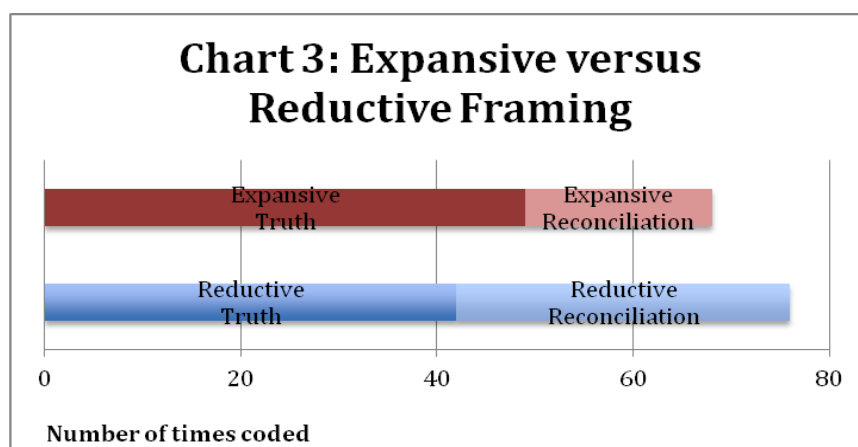 Chart 3: Expansive versus
Reductive Framing
Expansive
Truth
Expansive
Reconciliation
Reductive
Truth
Reductive
Reconciliation
0 20 40 60 80
Number of times coded